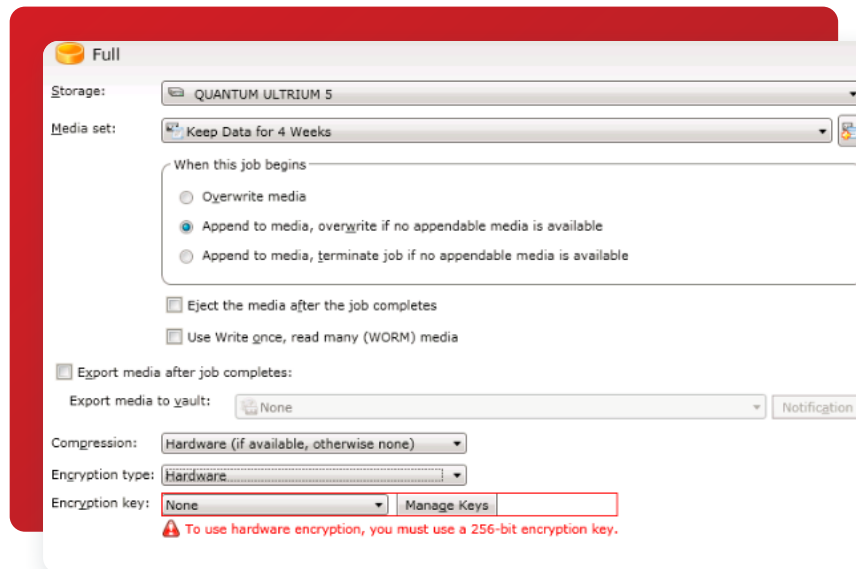 Full
Storage: QUANTUM ULTRIUM 5
Media set: Keep Data for 4 Weeks
When this job begins
Overwrite media
Append to media, overwrite if no appendable media is available
Append to media, terminate job if no appendable media is available
Eject the media after the job completes
Use Write once, read many (WORM) media
Export media after job completes:
Export media to vault: None Notification
Compression: Hardware (if available, otherwise none)
Encryption type: Hardware
Encryption key: None Manage Keys
To use hardware encryption, you must use a 256-bit encryption key.